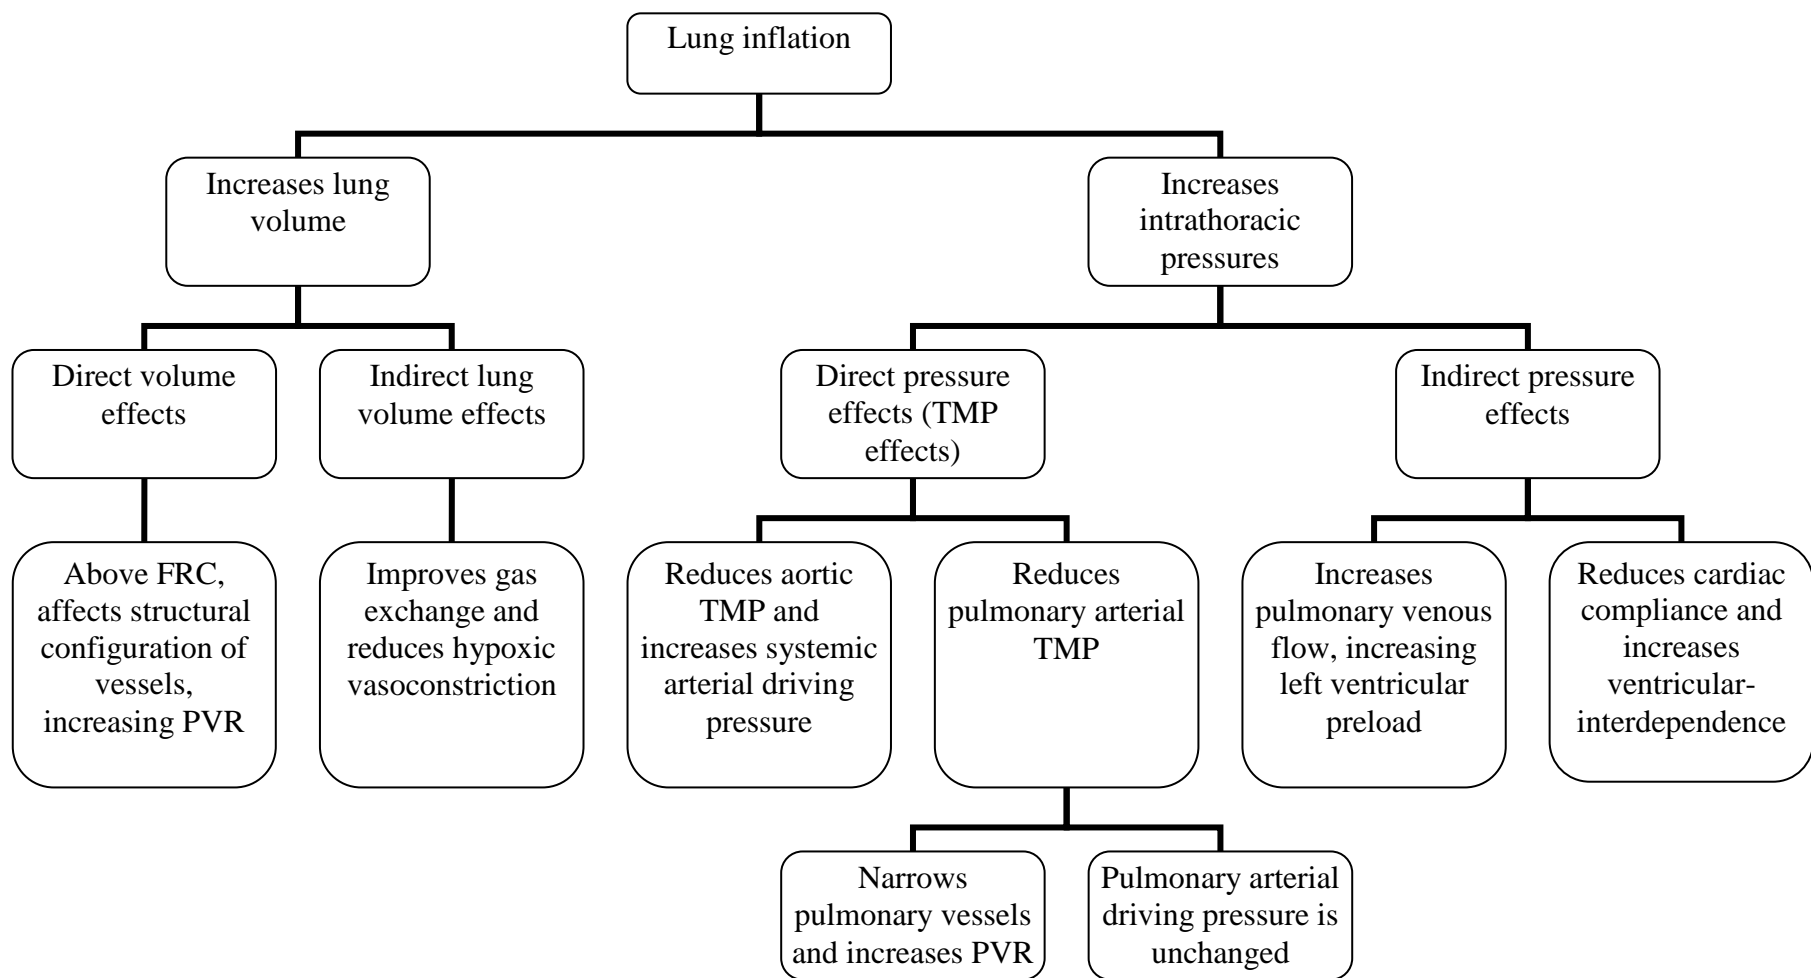 Lung inflation
Increases lung
volume
Increases
intrathoracic
pressures
Direct volume
effects
Indirect lung
volume effects
Direct pressure
effects (TMP
effects)
Indirect pressure
effects
Above FRC,
affects structural
configuration of
vessels,
increasing PVR
Improves gas
exchange and
reduces hypoxic
vasoconstriction
Reduces aortic
TMP and
increases systemic
arterial driving
pressure
Reduces
pulmonary arterial
TMP
Increases
pulmonary venous
flow, increasing
left ventricular
preload
Reduces cardiac
compliance and
increases
ventricular-
interdependence
Narrows
pulmonary vessels
and increases PVR
Pulmonary arterial
driving pressure is
unchanged